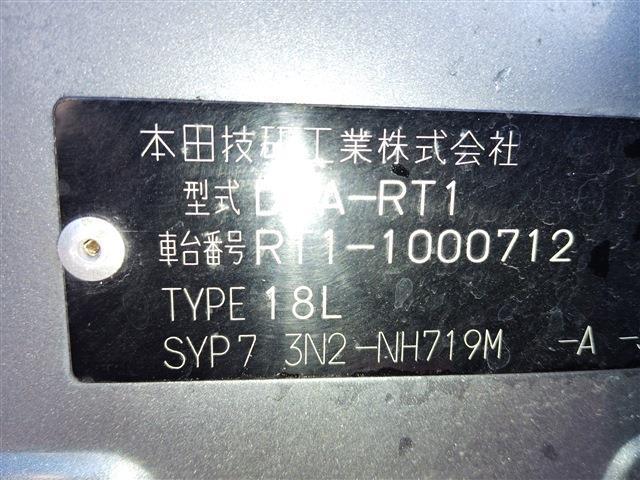 本田技研工業株式会社
型式 -RT1
車台番号 RT1-1000712
TYPE 18L
SYP7 3N2-NH719M -A